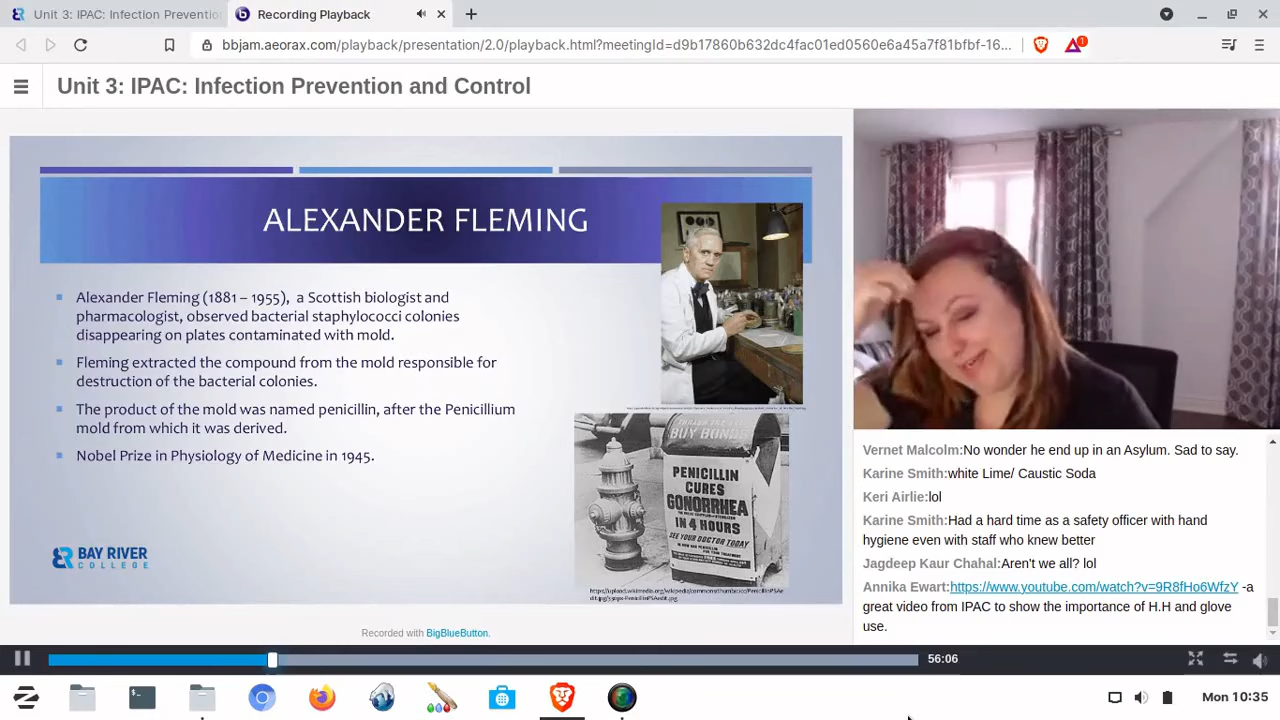 Unit 3: IPAC: Infection Preventio
Recording Playback
bbjam.aeorax.com/playback/presentation/2.0/playback.html?meetingId=d9b17860b632dc4fac01ed0560e6a45a7f81bfbf-16...
1
Unit 3: IPAC: Infection Prevention and Control
ALEXANDER FLEMING
Alexander Fleming (1881 – 1955), a Scottish biologist and
pharmacologist, observed bacterial staphylococci colonies
disappearing on plates contaminated with mold.
Fleming extracted the compound from the mold responsible for
destruction of the bacterial colonies.
The product of the mold was named penicillin, after the Penicillium
mold from which it was derived.
Nobel Prize in Physiology of Medicine in 1945.
BUY BONDS
PENICILLIN
CURES
GONORRHEA
IN 4 HOURS
SEE YOUR DOCTOR TODAY
BAY RIVER
COLLEGE
Recorded with BigBlueButton.
Vernet Malcolm:No wonder he end up in an Asylum. Sad to say.
Karine Smith:white Lime/ Caustic Soda
Keri Airlie:lol
Karine Smith:Had a hard time as a safety officer with hand
hygiene even with staff who knew better
Jagdeep Kaur Chahal:Aren't we all? lol
Annika Ewart:https://www.youtube.com/watch?v=9R8fHo6WfzY -a
great video from IPAC to show the importance of H.H and glove
use.
56:06
Mon 10:35